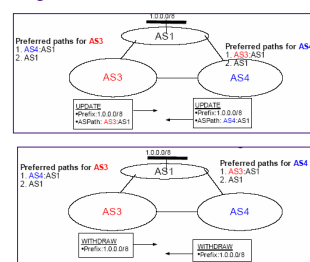 1.0.0.0/8
AS1
Preferred paths for AS3
1. AS4:AS1
2. AS1
Preferred paths for AS4
1. AS3:AS1
2. AS1
AS3
AS4
UPDATE
•Prefix:1.0.0.0/8
•ASPath: AS3:AS1
UPDATE
•Prefix:1.0.0.0/8
•ASPath: AS4:AS1
1.0.0.0/8
AS1
Preferred paths for AS3
1. AS4:AS1
2. AS1
Preferred paths for AS4
1. AS3:AS1
2. AS1
AS3
AS4
WITHDRAW
•Prefix:1.0.0.0/8
WITHDRAW
•Prefix:1.0.0.0/8